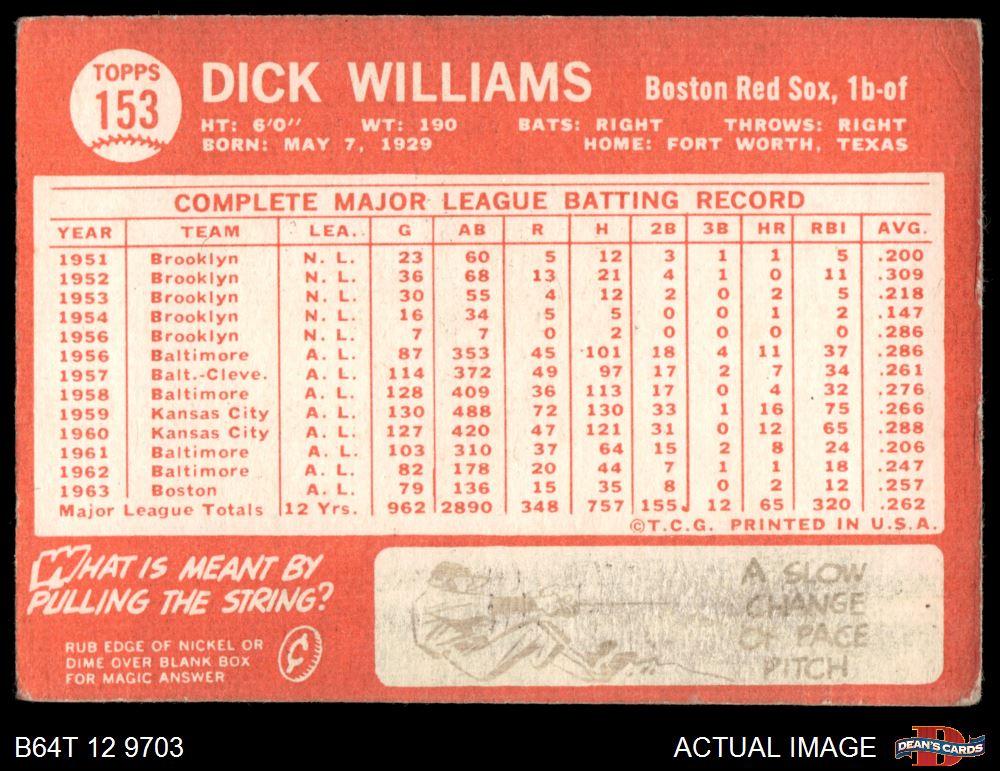 TOPPS
153
DICK WILLIAMS
Boston Red Sox, 1b-of
HT: 6'0" WT: 190 BATS: RIGHT THROWS: RIGHT
BORN: MAY 7, 1929 HOME: FORT WORTH, TEXAS
COMPLETE MAJOR LEAGUE BATTING RECORD
YEAR TEAM LEA. G AB R H 2B 3B HR RBI AVG.
1951 Brooklyn N. L. 23 60 5 12 3 1 1 5 .200
1952 Brooklyn N. L. 36 68 13 21 4 1 0 11 .309
1953 Brooklyn N. L. 30 55 4 12 2 0 2 5 .218
1954 Brooklyn N. L. 16 34 5 5 0 0 1 2 .147
1956 Brooklyn N. L. 7 7 0 2 0 0 0 0 .286
1956 Baltimore A. L. 87 353 45 101 18 4 11 37 .286
1957 Balt.-Cleve. A. L. 114 372 49 97 17 2 7 34 .261
1958 Baltimore A. L. 128 409 36 113 17 0 4 32 .276
1959 Kansas City A. L. 130 488 72 130 33 1 16 75 .266
1960 Kansas City A. L. 127 420 47 121 31 0 12 65 .288
1961 Baltimore A. L. 103 310 37 64 15 2 8 24 .206
1962 Baltimore A. L. 82 178 20 44 7 1 1 18 .247
1963 Boston A. L. 79 136 15 35 8 0 2 12 .257
Major League Totals 12 Yrs. 962 2890 348 757 155 12 65 320 .262
©T.C.G. PRINTED IN U.S.A.
WHAT IS MEANT BY
PULLING THE STRING?
RUB EDGE OF NICKEL OR
DIME OVER BLANK BOX
FOR MAGIC ANSWER
¢
A SLOW
CHANGE
OF PACE
PITCH
B64T 12 9703
ACTUAL IMAGE
DEAN'S CARDS